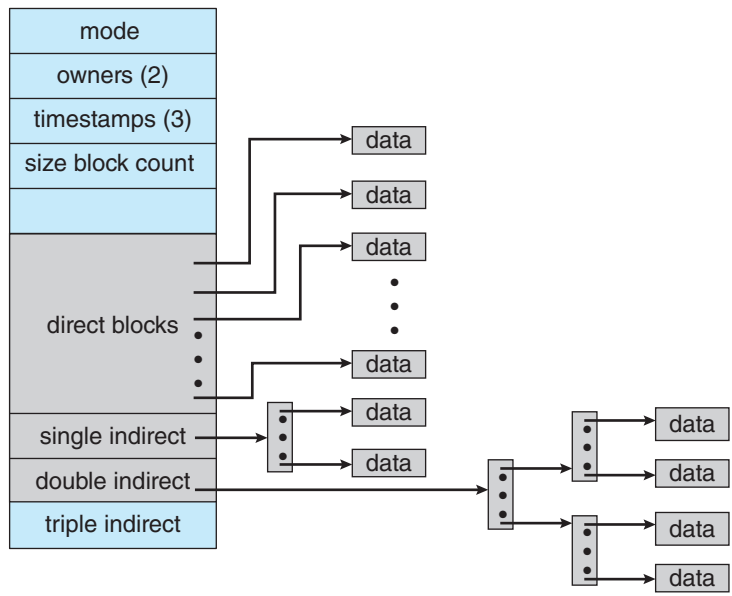 mode
owners (2)
timestamps (3)
size block count
direct blocks
single indirect
double indirect
triple indirect
data
data
data
data
data
data
data
data
data
data